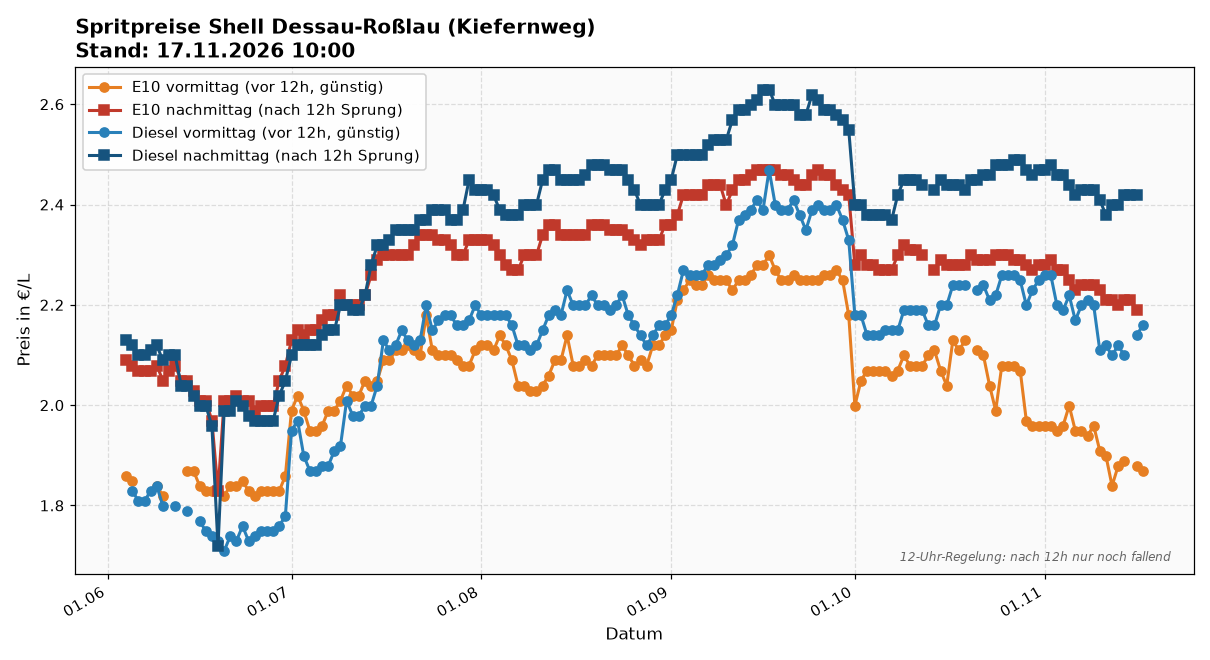 Spritpreise Shell Dessau-Roßlau (Kiefernweg)
Stand: 17.11.2026 10:00
E10 vormittag (vor 12h, günstig)
E10 nachmittag (nach 12h Sprung)
Diesel vormittag (vor 12h, günstig)
Diesel nachmittag (nach 12h Sprung)
Preis in €/L
2.6
2.4
2.2
2.0
1.8
12-Uhr-Regelung: nach 12h nur noch fallend
01.06
01.07
01.08
01.09
01.10
01.11
Datum